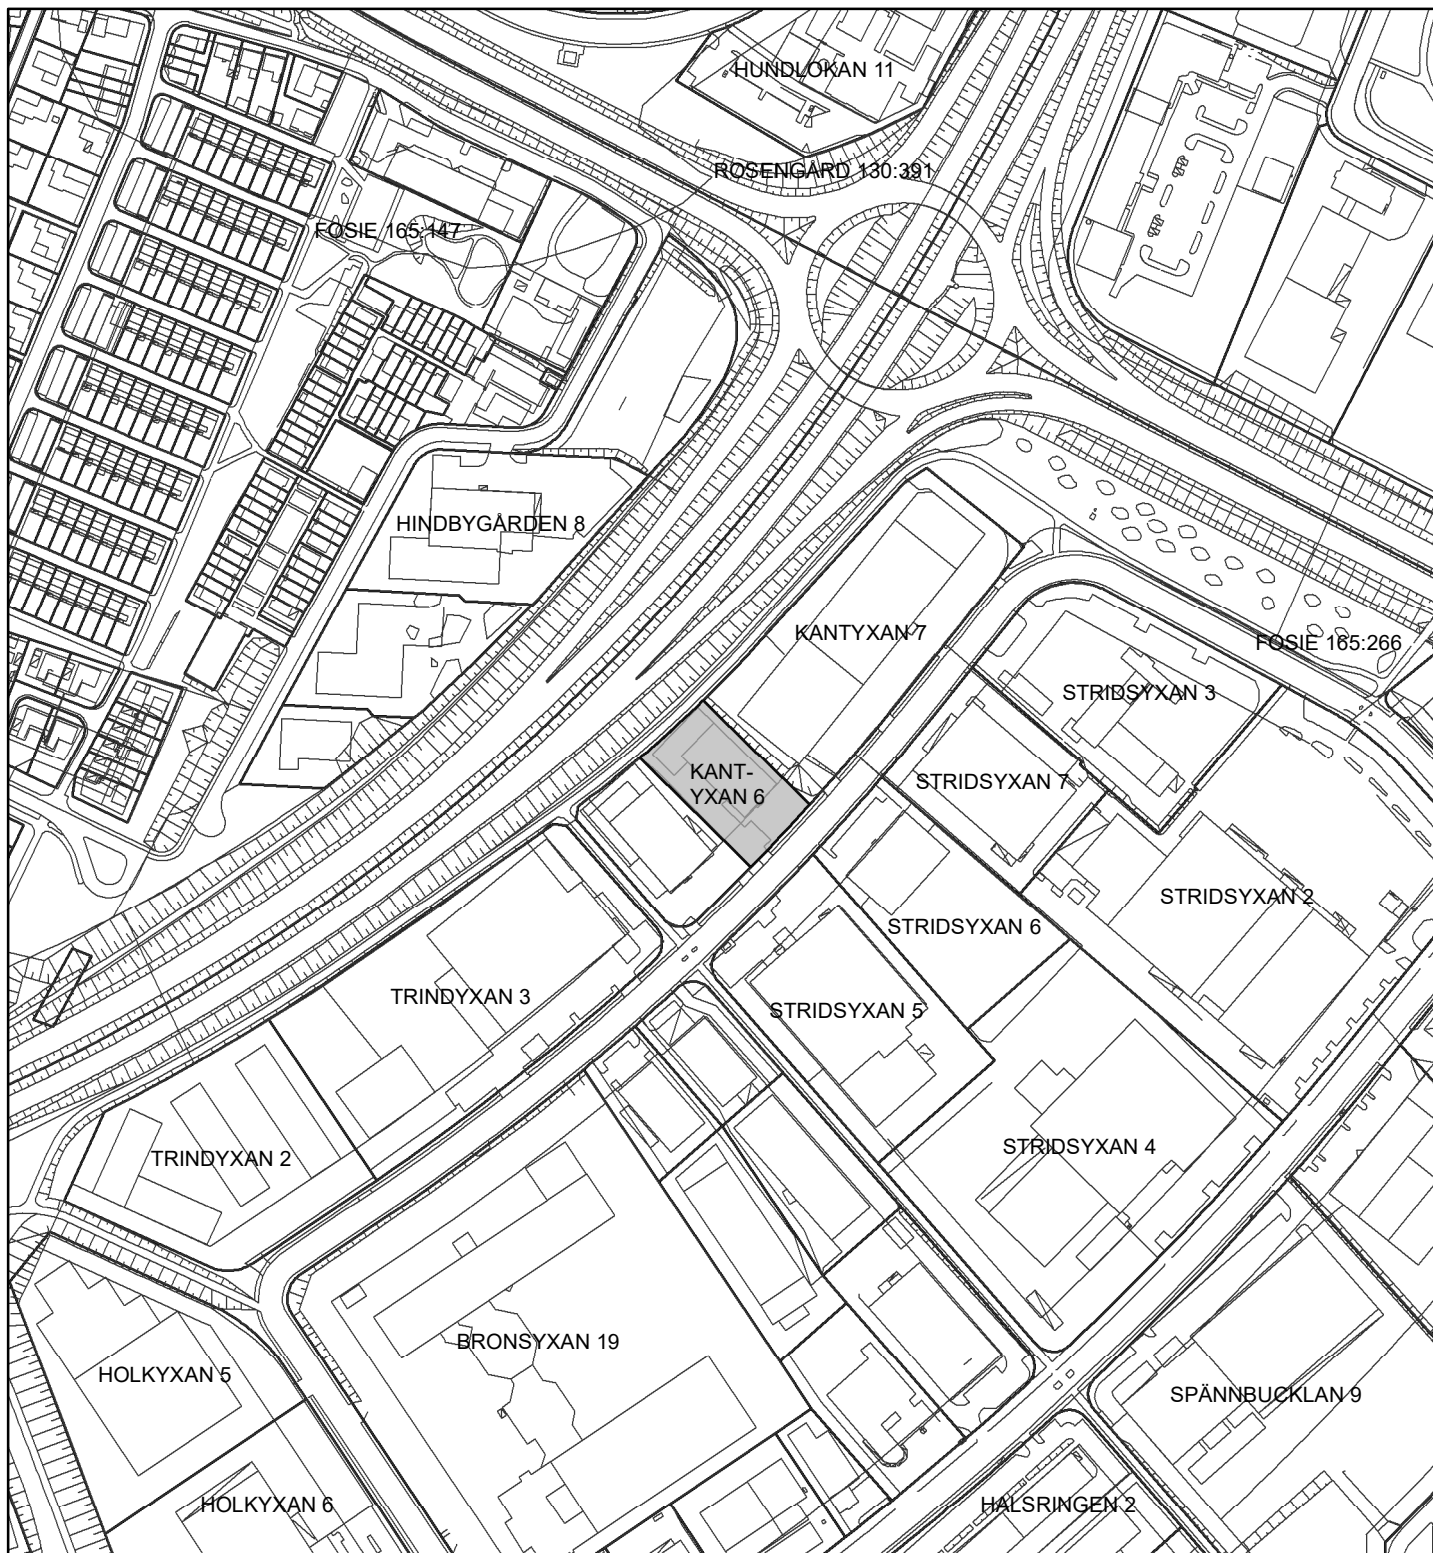 HUNDLOKAN 11
ROSENGÅRD 130:391
FOSIE 165:147
HINDBYGÅRDEN 8
KANTYXAN 7
FOSIE 165:266
STRIDSYXAN 3
KANT-
YXAN 6
STRIDSYXAN 7
STRIDSYXAN 2
STRIDSYXAN 6
TRINDYXAN 3
STRIDSYXAN 5
STRIDSYXAN 4
TRINDYXAN 2
BRONSYXAN 19
HOLKYXAN 5
SPÄNNBUCKLAN 9
HOLKYXAN 6
HALSRINGEN 2